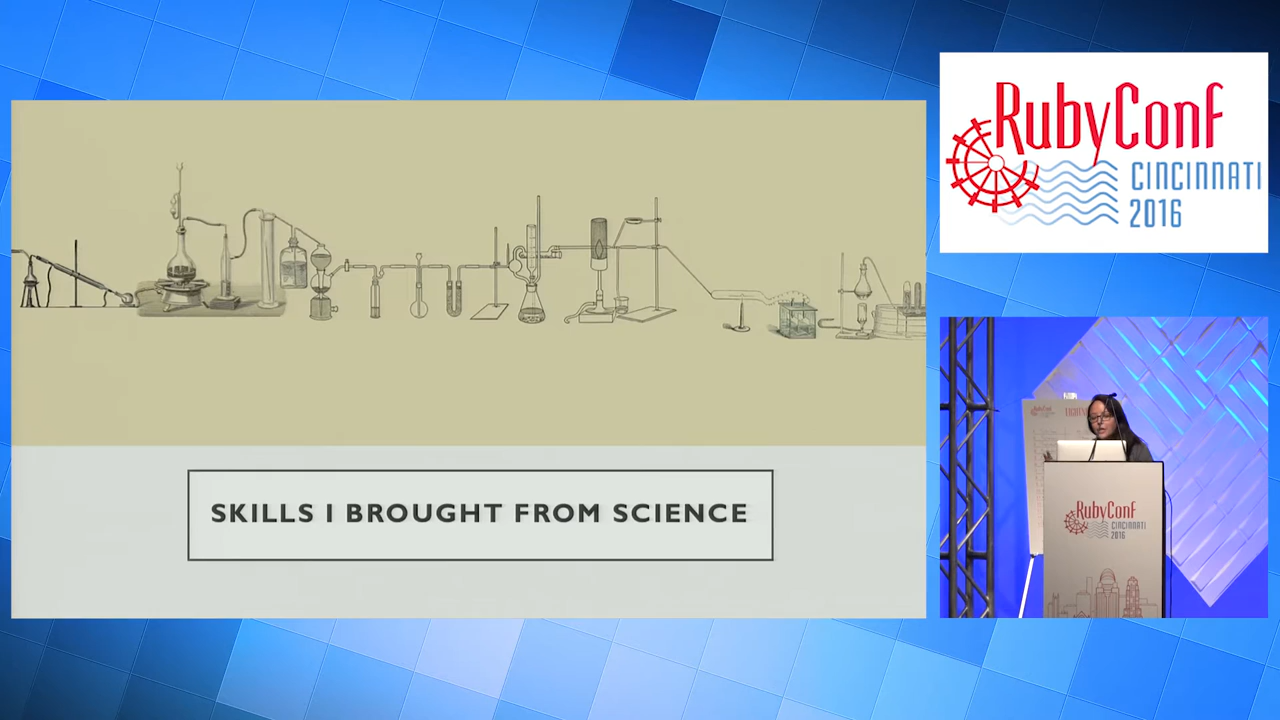 SKILLS I BROUGHT FROM SCIENCE
RubyConf
CINCINNATI
2016
RubyConf
CINCINNATI
2016